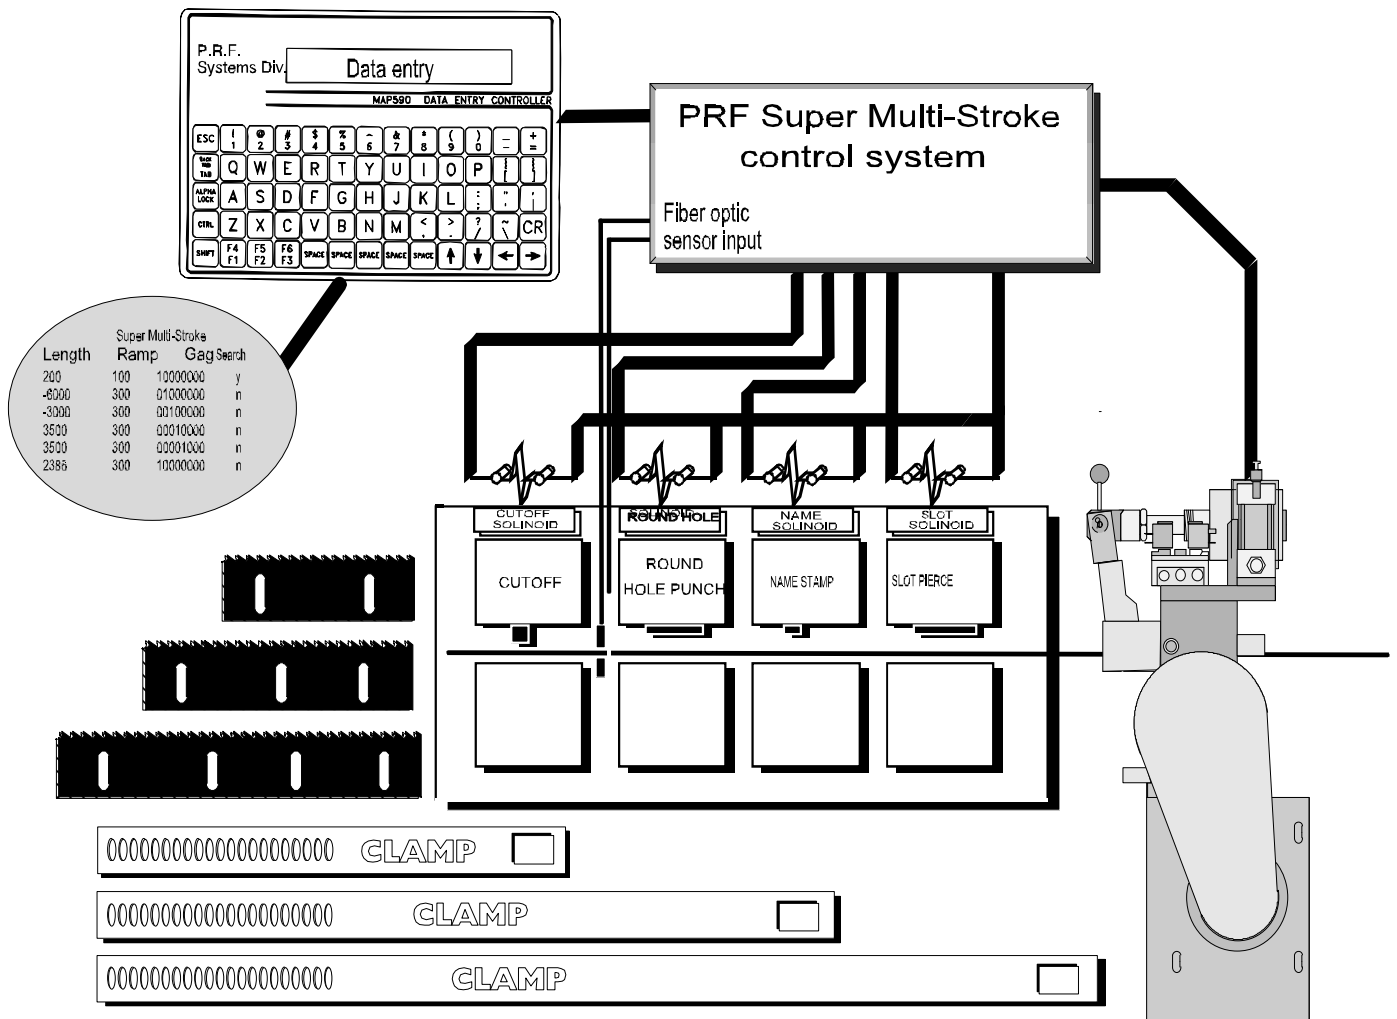 P.R.F.
Systems Div.
Data entry
MAP590 DATA ENTRY CONTROLLER
ESC ! 1 @ 2 # 3 $ 4 % 5 ^ 6 & 7 * 8 ( 9 ) 0 _ - + =
BACK TAB TAB Q W E R T Y U I O P { [ } ]
ALPHA LOCK A S D F G H J K L : ; " ' | ¦
CTRL Z X C V B N M < , > . ? / ~ \ CR
SHIFT F4 F1 F5 F2 F6 F3 SPACE SPACE SPACE SPACE SPACE ↑ ↓ ← →
PRF Super Multi-Stroke
control system
Fiber optic
sensor input
Super Multi-Stroke
Length Ramp Gag Search
200 100 10000000 y
-6000 300 01000000 n
-3000 300 00100000 n
3500 300 00010000 n
3500 300 00001000 n
2386 300 10000000 n
CUTOFF
SOLINOID
SOLINOID
ROUND HOLE
NAME
SOLINOID
SLOT
SOLINOID
CUTOFF
ROUND
HOLE PUNCH
NAME STAMP
SLOT PIERCE
CLAMP
CLAMP
CLAMP